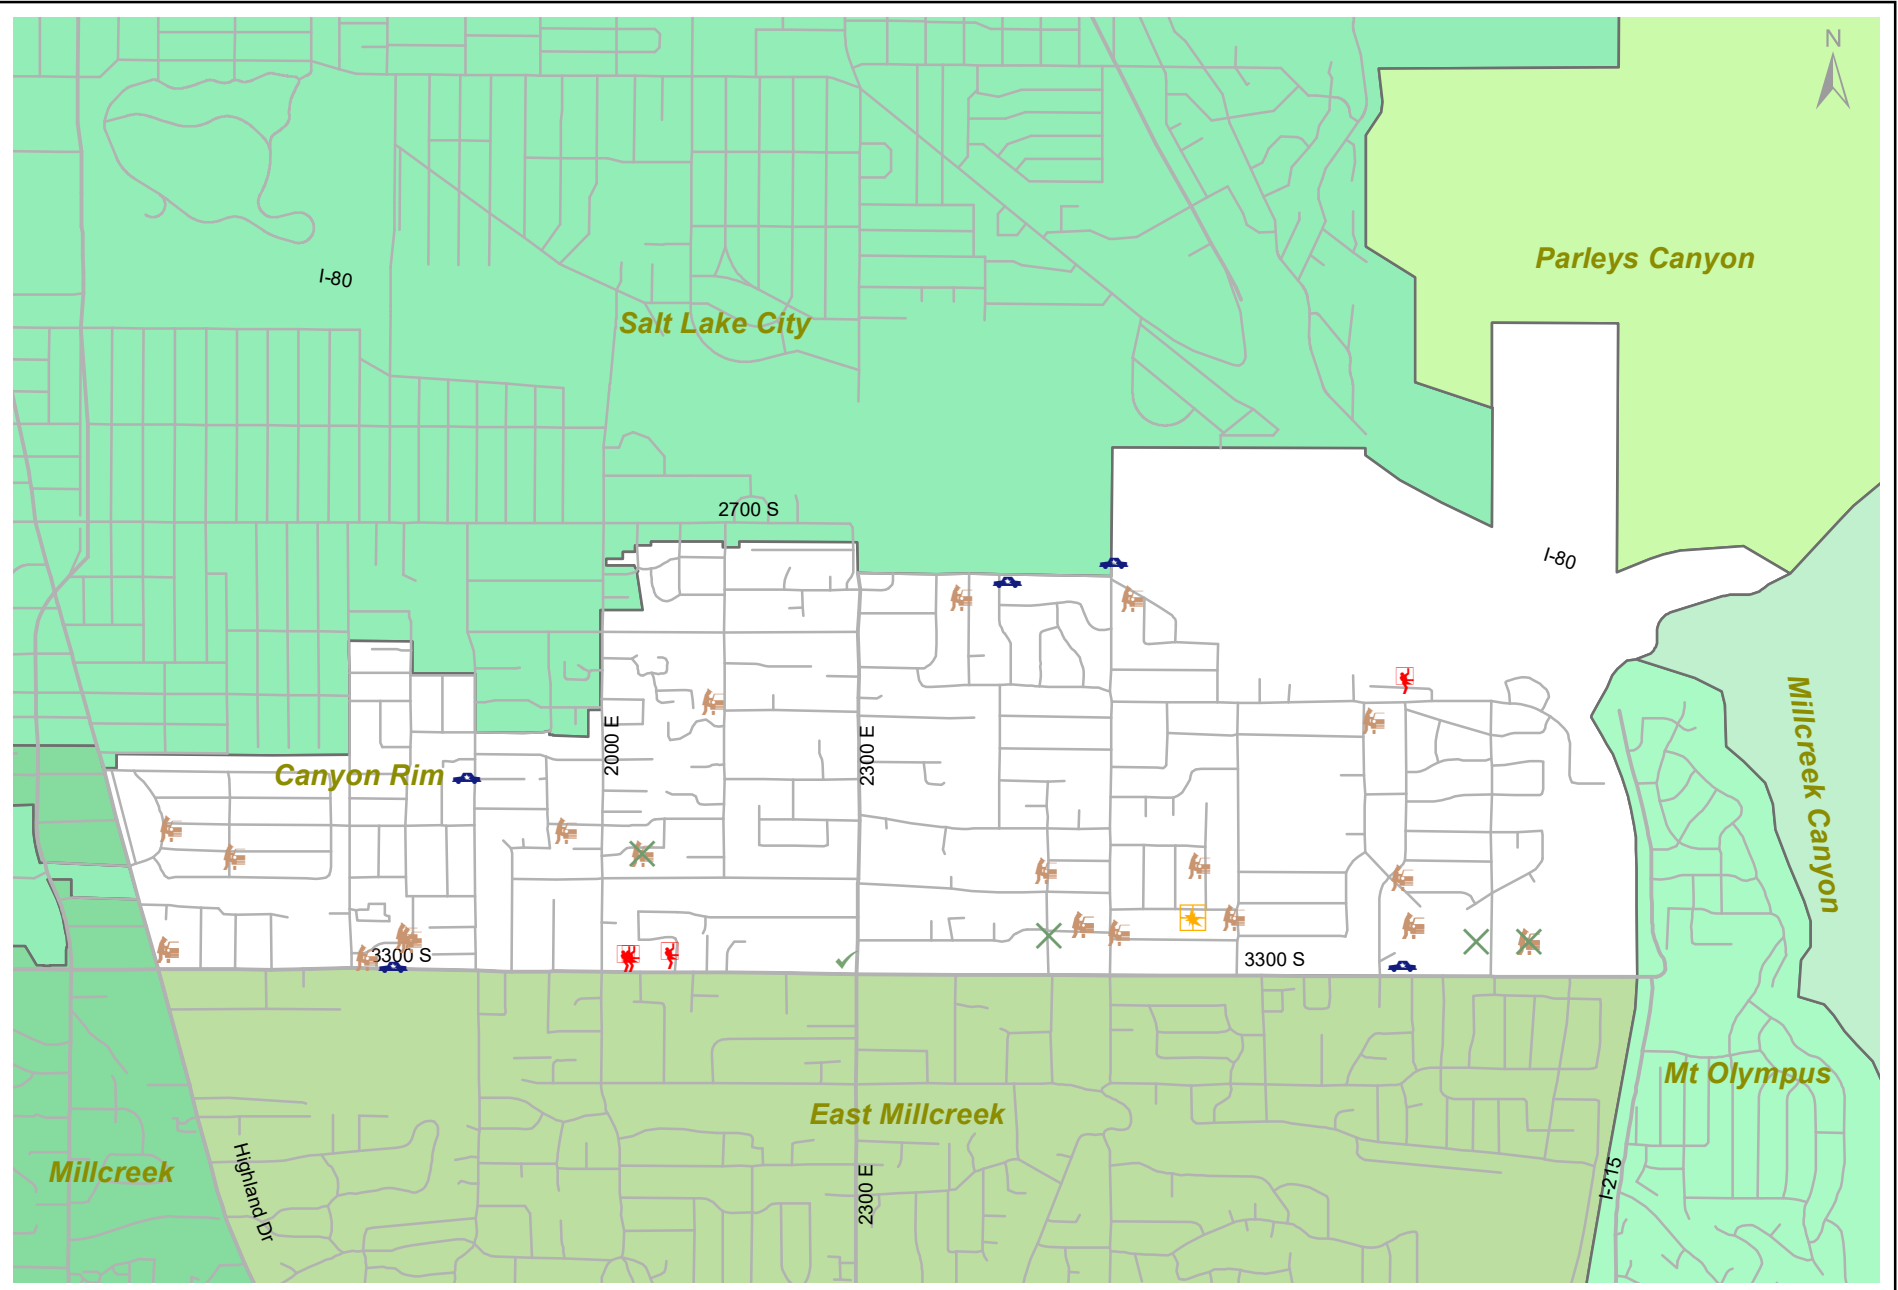 N
Parleys Canyon
I-80
Salt Lake City
2700 S
I-80
2000 E
2300 E
Canyon Rim
Millcreek Canyon
3300 S
3300 S
Mt Olympus
East Millcreek
Millcreek
Highland Dr
2300 E
I-215